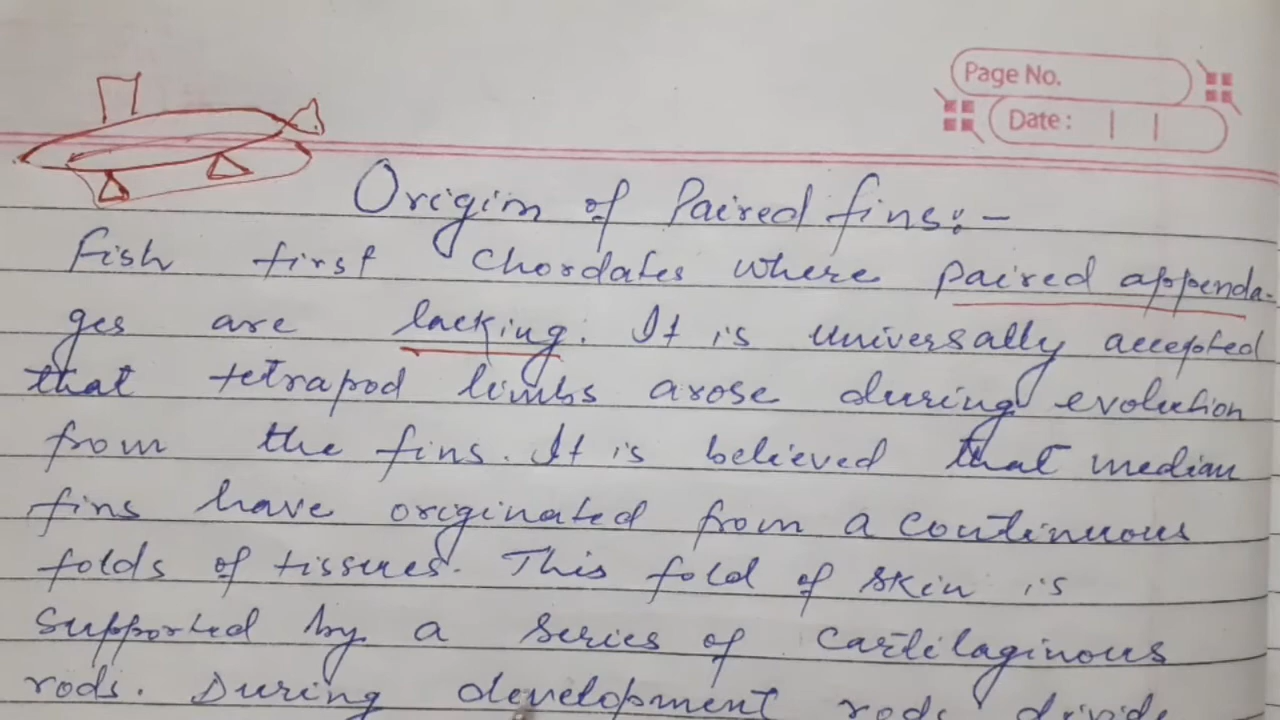 Page No.
Date :
Origin of Paired fins:-
Fish first Chordates where paired appenda-
ges are lacking. It is universally accepted
that tetrapod limbs arose during evolution
from the fins. It is believed that median
fins have originated from a continuous
folds of tissues. This fold of skin is
supported by a series of cartilaginous
rods. During development rods divide